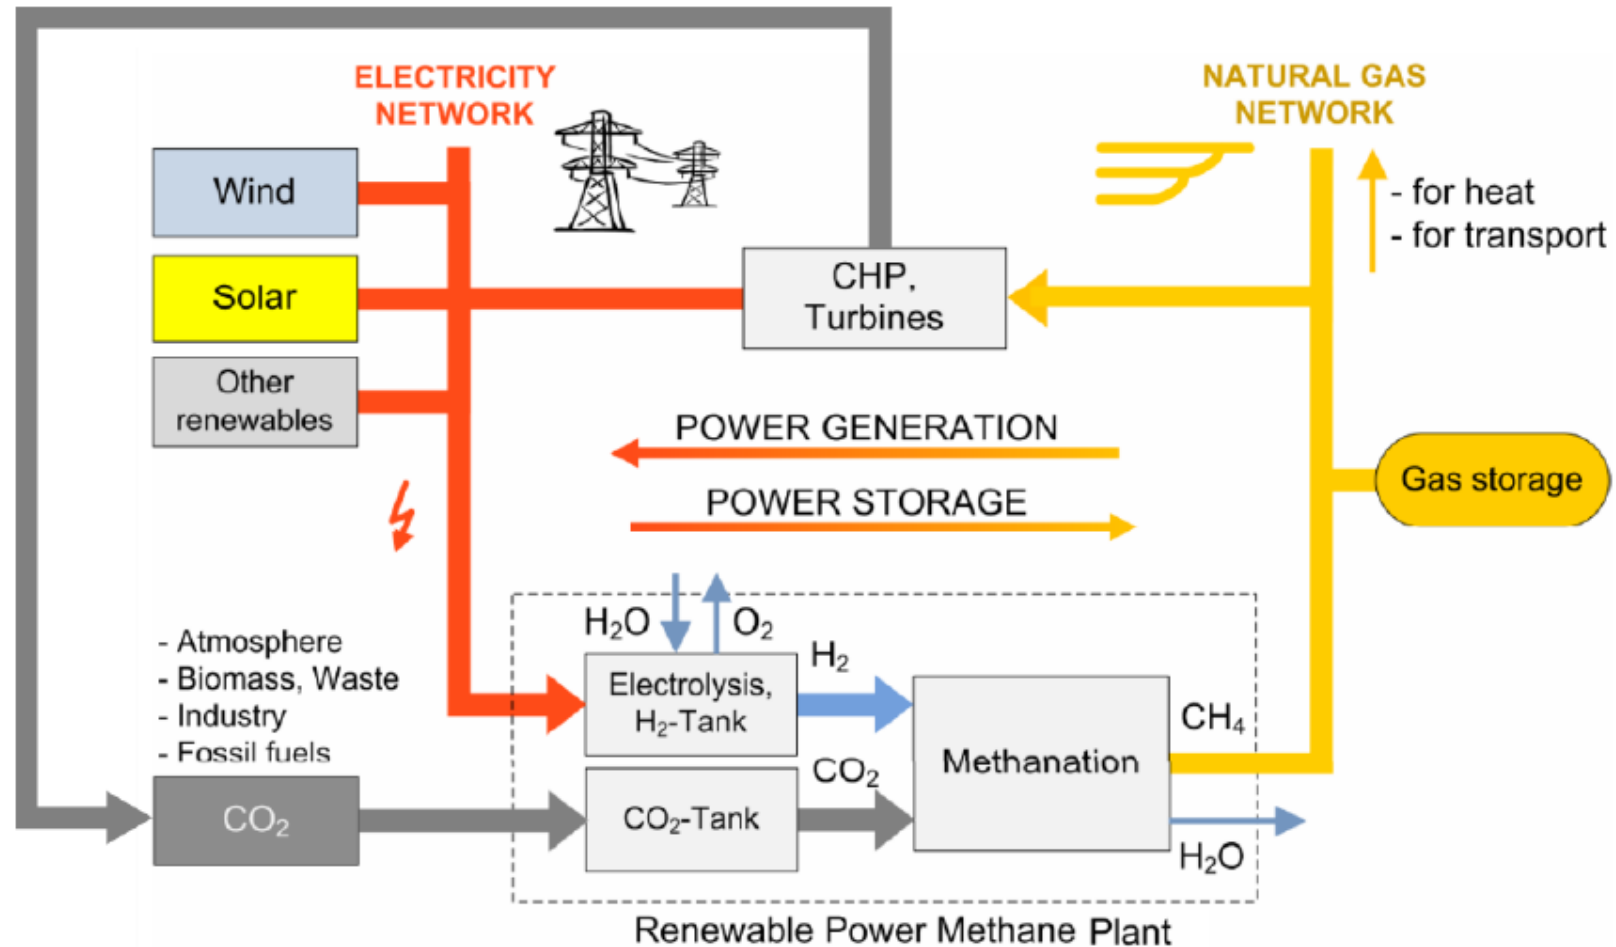 ELECTRICITY
NETWORK
NATURAL GAS
NETWORK
Wind
- for heat
- for transport
Solar
CHP,
Turbines
Other
renewables
POWER GENERATION
POWER STORAGE
Gas storage
H₂O
O₂
- Atmosphere
- Biomass, Waste
- Industry
- Fossil fuels
H₂
Electrolysis,
H₂-Tank
CH₄
Methanation
CO₂
CO₂
CO₂-Tank
H₂O
Renewable Power Methane Plant